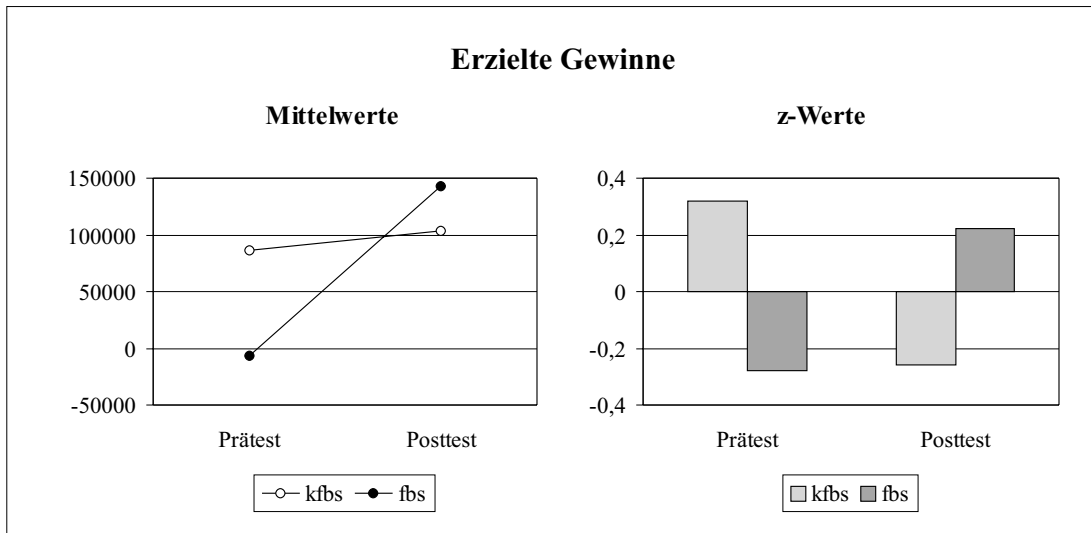 Erzielte Gewinne
Mittelwerte
150000
100000
50000
0
-50000
Prätest Posttest
kfbs fbs
z-Werte
0,4
0,2
0
-0,2
-0,4
Prätest Posttest
kfbs fbs